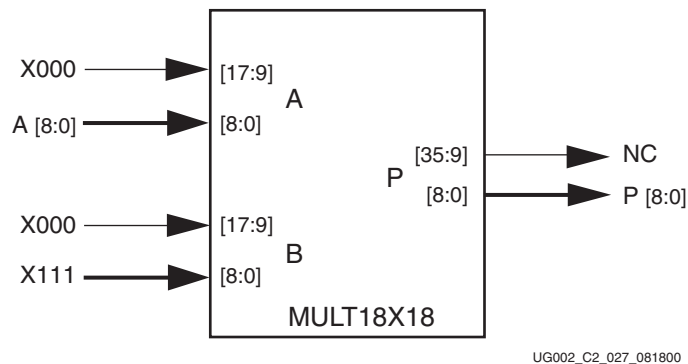 X000
[17:9]
A
A [8:0]
[8:0]
[35:9]
NC
P
[8:0]
P [8:0]
X000
[17:9]
B
X111
[8:0]
MULT18X18
UG002_C2_027_081800